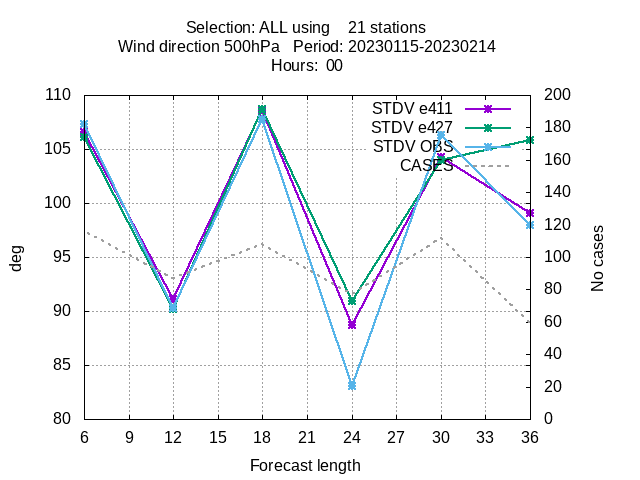 Selection: ALL using 21 stations
Wind direction 500hPa Period: 20230115-20230214
Hours: 00
STDV e411
STDV e427
STDV OBS
CASES
110
105
100
95
90
85
80
200
180
160
140
120
100
80
60
40
20
0
deg
No cases
6 9 12 15 18 21 24 27 30 33 36
Forecast length